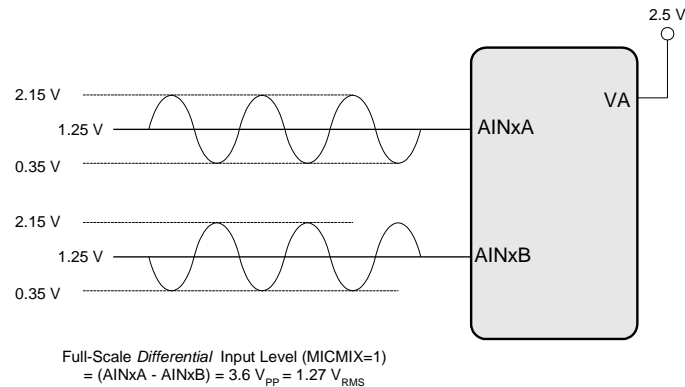 2.5 V
2.15 V
VA
1.25 V
AINxA
0.35 V
2.15 V
1.25 V
AINxB
0.35 V
Full-Scale Differential Input Level (MICMIX=1)
= (AINxA - AINxB) = 3.6 VPP = 1.27 VRMS